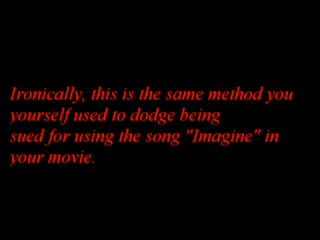 Ironically, this is the same method you
yourself used to dodge being
sued for using the song "Imagine" in
your movie.